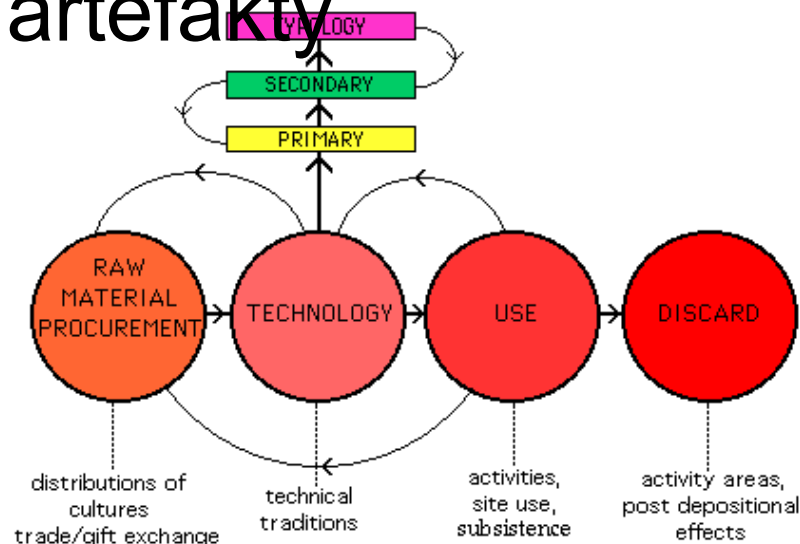 artefakty
TYPOLOGY
SECONDARY
PRIMARY
RAW
MATERIAL
PROCUREMENT
TECHNOLOGY
USE
DISCARD
distributions of
cultures
trade/gift exchange
technical
traditions
activities,
site use,
subsistence
activity areas,
post depositional
effects